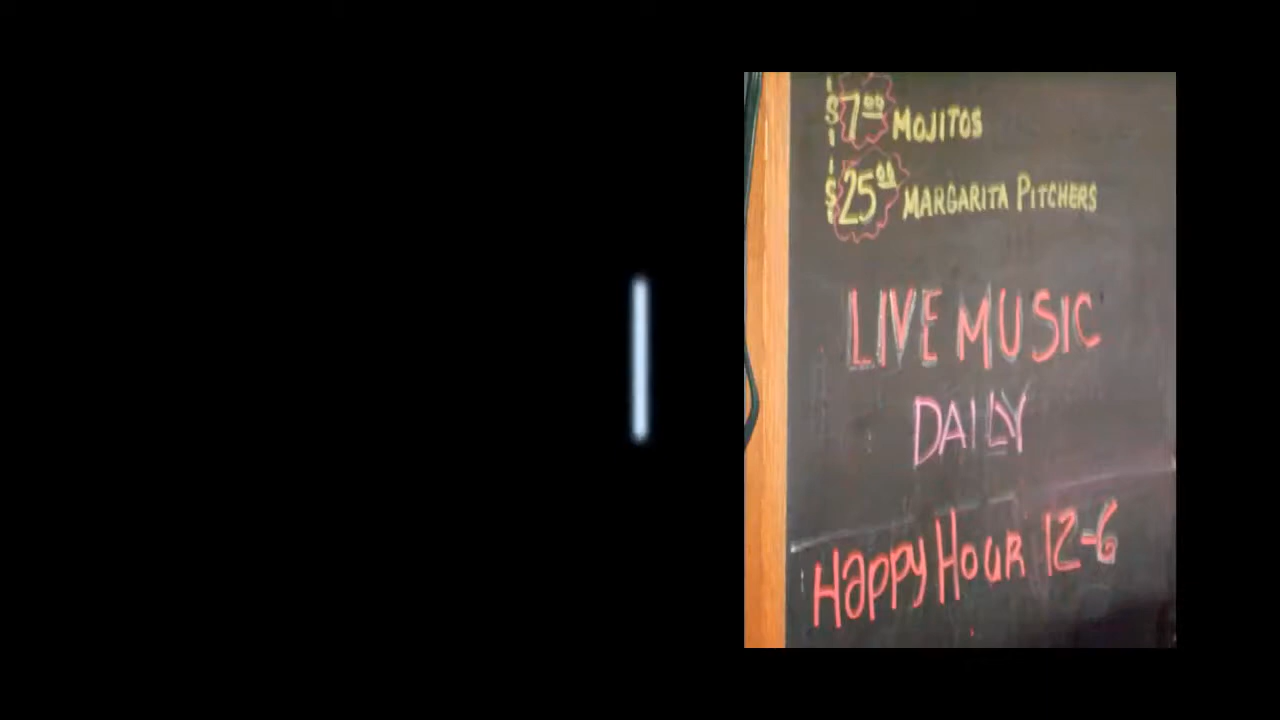 $7.00 MOJITOS
$25.00 MARGARITA PITCHERS
LIVE MUSIC
DAILY
HAPPY HOUR 12-6